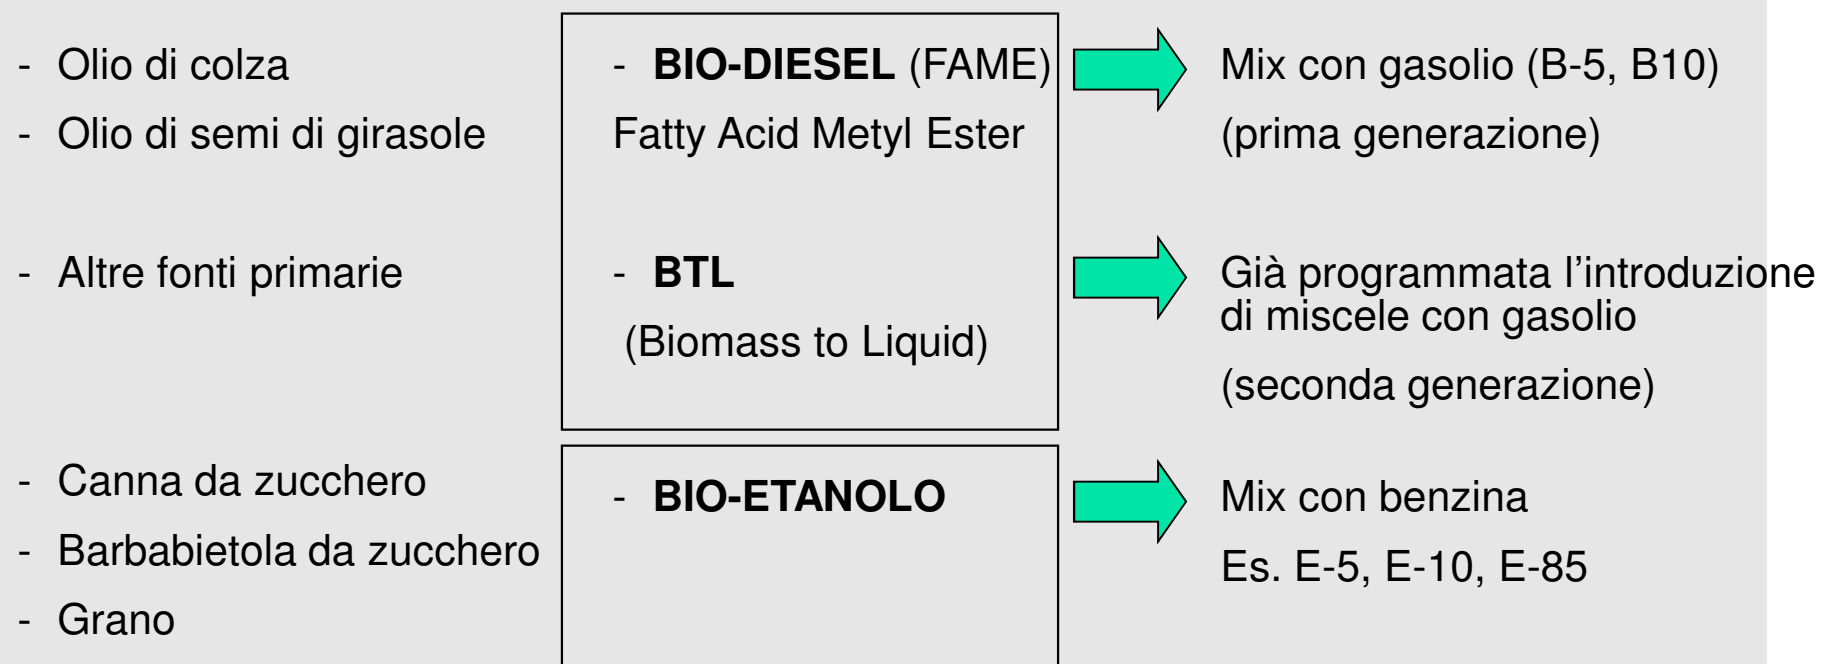 - Olio di colza
- Olio di semi di girasole
- Altre fonti primarie
- Canna da zucchero
- Barbabietola da zucchero
- Grano
- BIO-DIESEL (FAME)
Fatty Acid Metyl Ester
- BTL
(Biomass to Liquid)
- BIO-ETANOLO
Mix con gasolio (B-5, B10)
(prima generazione)
Già programmata l'introduzione
di miscele con gasolio
(seconda generazione)
Mix con benzina
Es. E-5, E-10, E-85